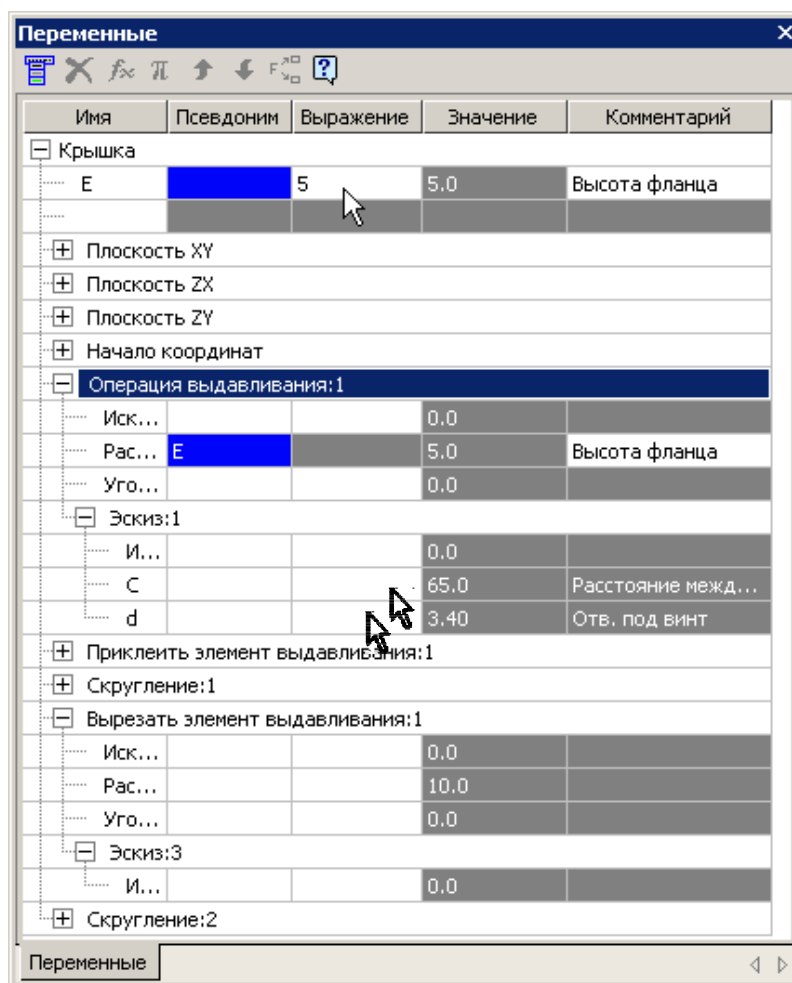 Переменные
Имя Псевдоним Выражение Значение Комментарий
Крышка
E 5 5.0 Высота фланца
Плоскость XY
Плоскость ZX
Плоскость ZY
Начало координат
Операция выдавливания:1
Иск... 0.0
Рас... E 5.0 Высота фланца
Уго... 0.0
Эскиз:1
И... 0.0
C 65.0 Расстояние межд...
d 3.40 Отв. под винт
Приклеить элемент выдавливания:1
Скругление:1
Вырезать элемент выдавливания:1
Иск... 0.0
Рас... 10.0
Уго... 0.0
Эскиз:3
И... 0.0
Скругление:2
Переменные